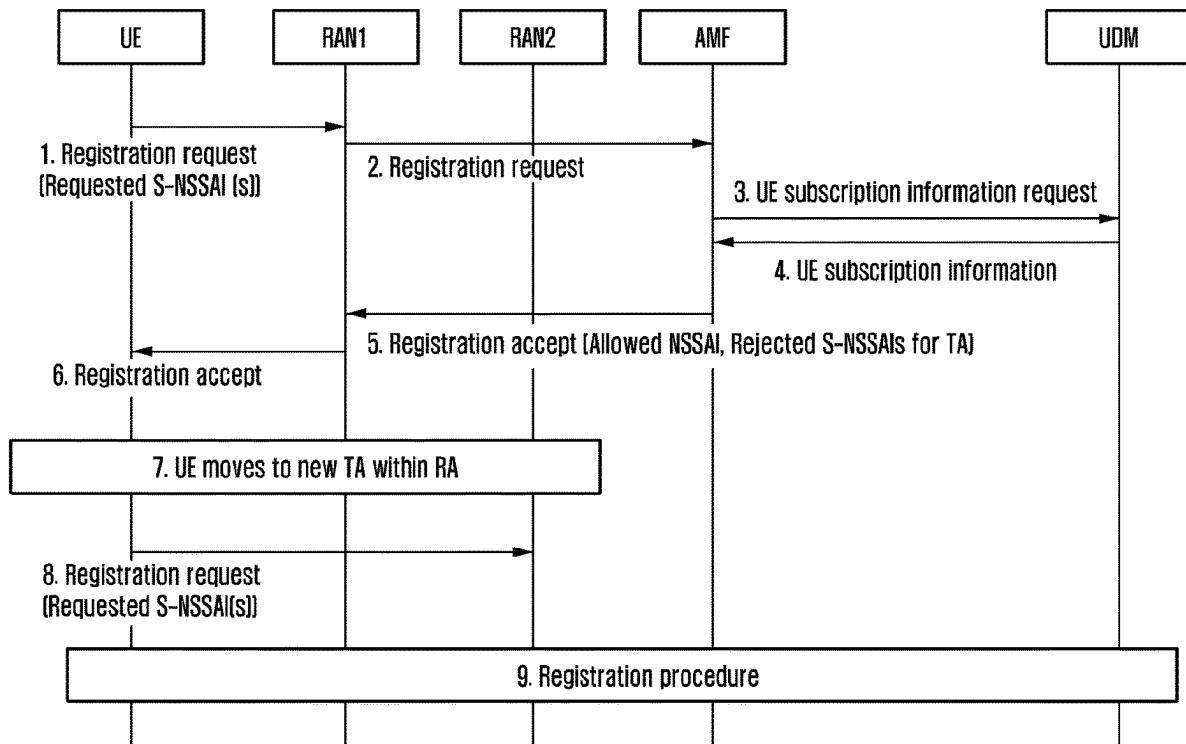 UE
RAN1
RAN2
AMF
UDM
1. Registration request
(Requested S-NSSAI (s))
2. Registration request
3. UE subscription information request
4. UE subscription information
5. Registration accept (Allowed NSSAI, Rejected S-NSSAIs for TA)
6. Registration accept
7. UE moves to new TA within RA
8. Registration request
(Requested S-NSSAI(s))
9. Registration procedure